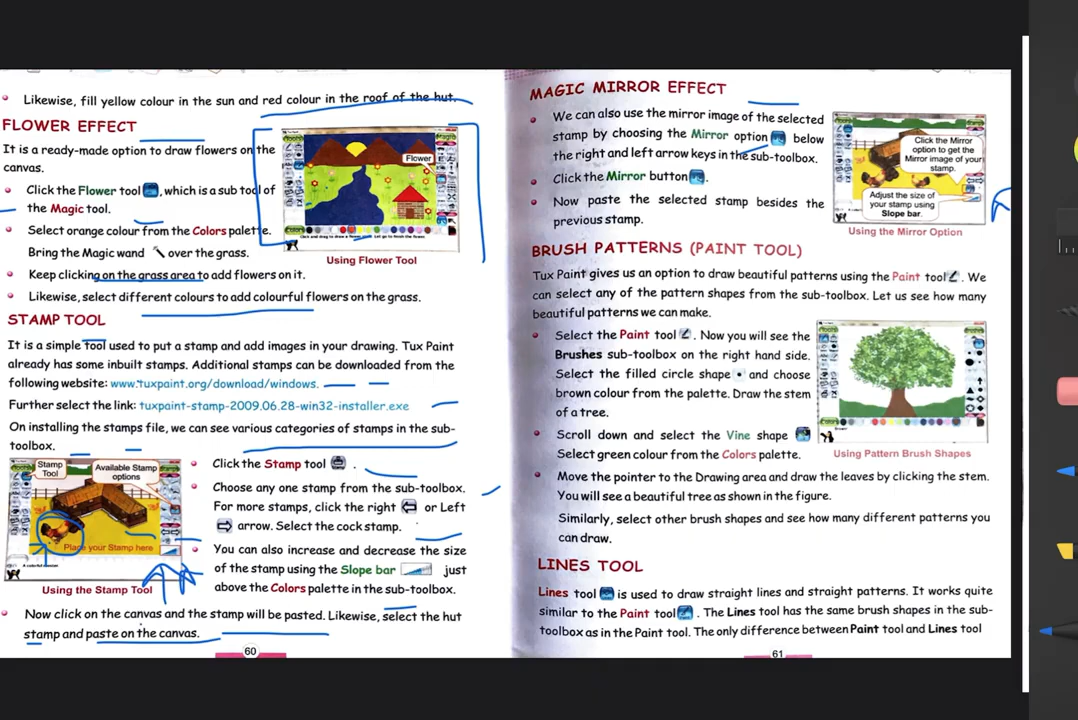 Likewise, fill yellow colour in the sun and red colour in the roof of the hut.
FLOWER EFFECT
It is a ready-made option to draw flowers on the
canvas.
Click the Flower tool , which is a sub tool of
the Magic tool.
Select orange colour from the Colors palette.
Bring the Magic wand over the grass.
Keep clicking on the grass area to add flowers on it.
Likewise, select different colours to add colourful flowers on the grass.
Flower
Using Flower Tool
STAMP TOOL
It is a simple tool used to put a stamp and add images in your drawing. Tux Paint
already has some inbuilt stamps. Additional stamps can be downloaded from the
following website: www.tuxpaint.org/download/windows.
Further select the link: tuxpaint-stamp-2009.06.28-win32-installer.exe
On installing the stamps file, we can see various categories of stamps in the sub-
toolbox.
Stamp
Tool
Available Stamp
options
Place your Stamp here
Using the Stamp Tool
Click the Stamp tool .
Choose any one stamp from the sub-toolbox.
For more stamps, click the right or Left
arrow. Select the cock stamp.
You can also increase and decrease the size
of the stamp using the Slope bar just
above the Colors palette in the sub-toolbox.
Now click on the canvas and the stamp will be pasted. Likewise, select the hut
stamp and paste on the canvas.
60
MAGIC MIRROR EFFECT
We can also use the mirror image of the selected
stamp by choosing the Mirror option below
the right and left arrow keys in the sub-toolbox.
Click the Mirror button .
Now paste the selected stamp besides the
previous stamp.
Click the Mirror
option to get the
Mirror image of your
stamp.
Adjust the size of
your stamp using
Slope bar.
Using the Mirror Option
BRUSH PATTERNS (PAINT TOOL)
Tux Paint gives us an option to draw beautiful patterns using the Paint tool . We
can select any of the pattern shapes from the sub-toolbox. Let us see how many
beautiful patterns we can make.
Select the Paint tool . Now you will see the
Brushes sub-toolbox on the right hand side.
Select the filled circle shape and choose
brown colour from the palette. Draw the stem
of a tree.
Scroll down and select the Vine shape
Select green colour from the Colors palette.
Using Pattern Brush Shapes
Move the pointer to the Drawing area and draw the leaves by clicking the stem.
You will see a beautiful tree as shown in the figure.
Similarly, select other brush shapes and see how many different patterns you
can draw.
LINES TOOL
Lines tool is used to draw straight lines and straight patterns. It works quite
similar to the Paint tool . The Lines tool has the same brush shapes in the sub-
toolbox as in the Paint tool. The only difference between Paint tool and Lines tool
61